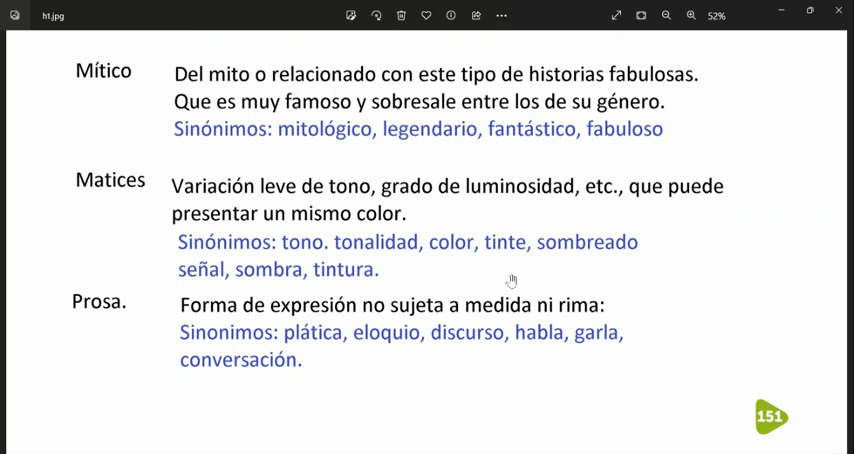 h1.jpg
52%
Mítico
Del mito o relacionado con este tipo de historias fabulosas.
Que es muy famoso y sobresale entre los de su género.
Sinónimos: mitológico, legendario, fantástico, fabuloso
Matices
Variación leve de tono, grado de luminosidad, etc., que puede
presentar un mismo color.
Sinónimos: tono. tonalidad, color, tinte, sombreado
señal, sombra, tintura.
Prosa.
Forma de expresión no sujeta a medida ni rima:
Sinonimos: plática, eloquio, discurso, habla, garla,
conversación.
151